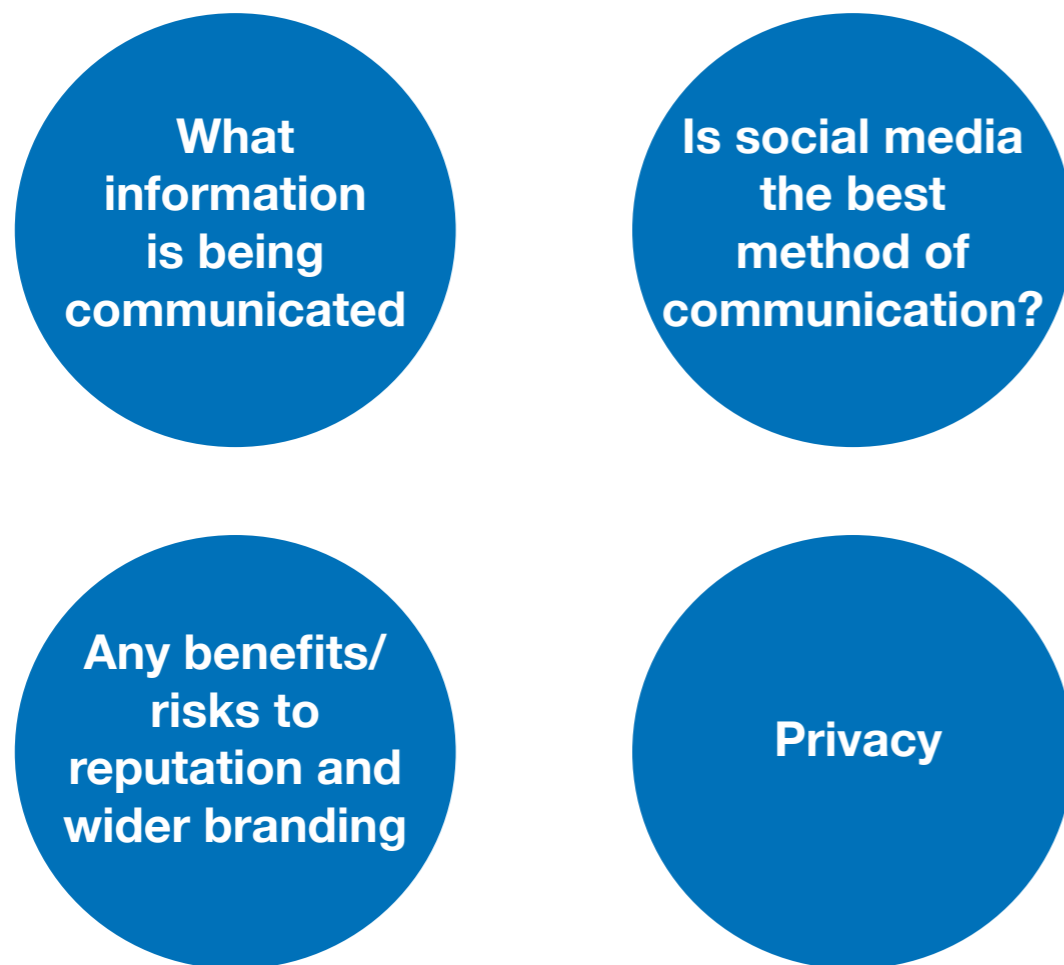 What
information
is being
communicated
Is social media
the best
method of
communication?
Any benefits/
risks to
reputation and
wider branding
Privacy